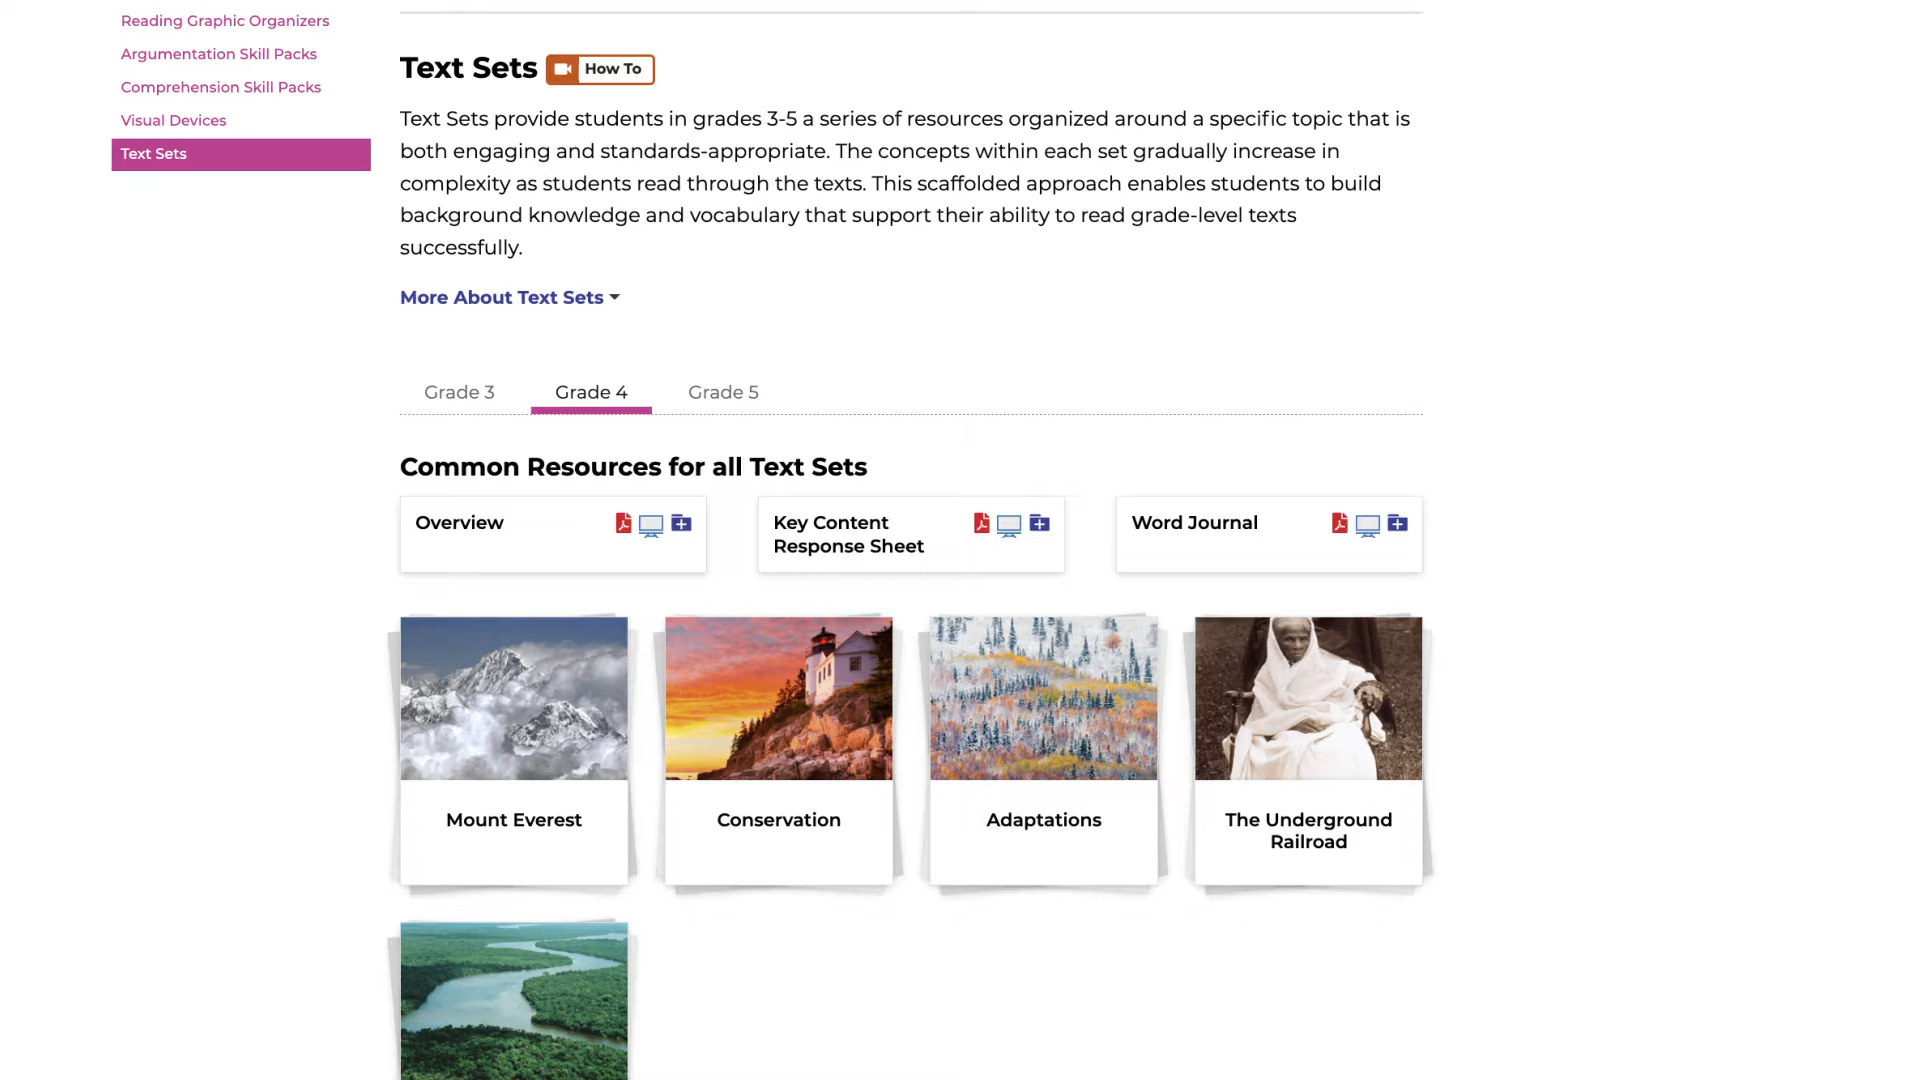 Reading Graphic Organizers
Argumentation Skill Packs
Comprehension Skill Packs
Visual Devices
Text Sets
Text Sets
How To
Text Sets provide students in grades 3-5 a series of resources organized around a specific topic that is
both engaging and standards-appropriate. The concepts within each set gradually increase in
complexity as students read through the texts. This scaffolded approach enables students to build
background knowledge and vocabulary that support their ability to read grade-level texts
successfully.
More About Text Sets
Grade 3
Grade 4
Grade 5
Common Resources for all Text Sets
Overview
Key Content
Response Sheet
Word Journal
Mount Everest
Conservation
Adaptations
The Underground
Railroad